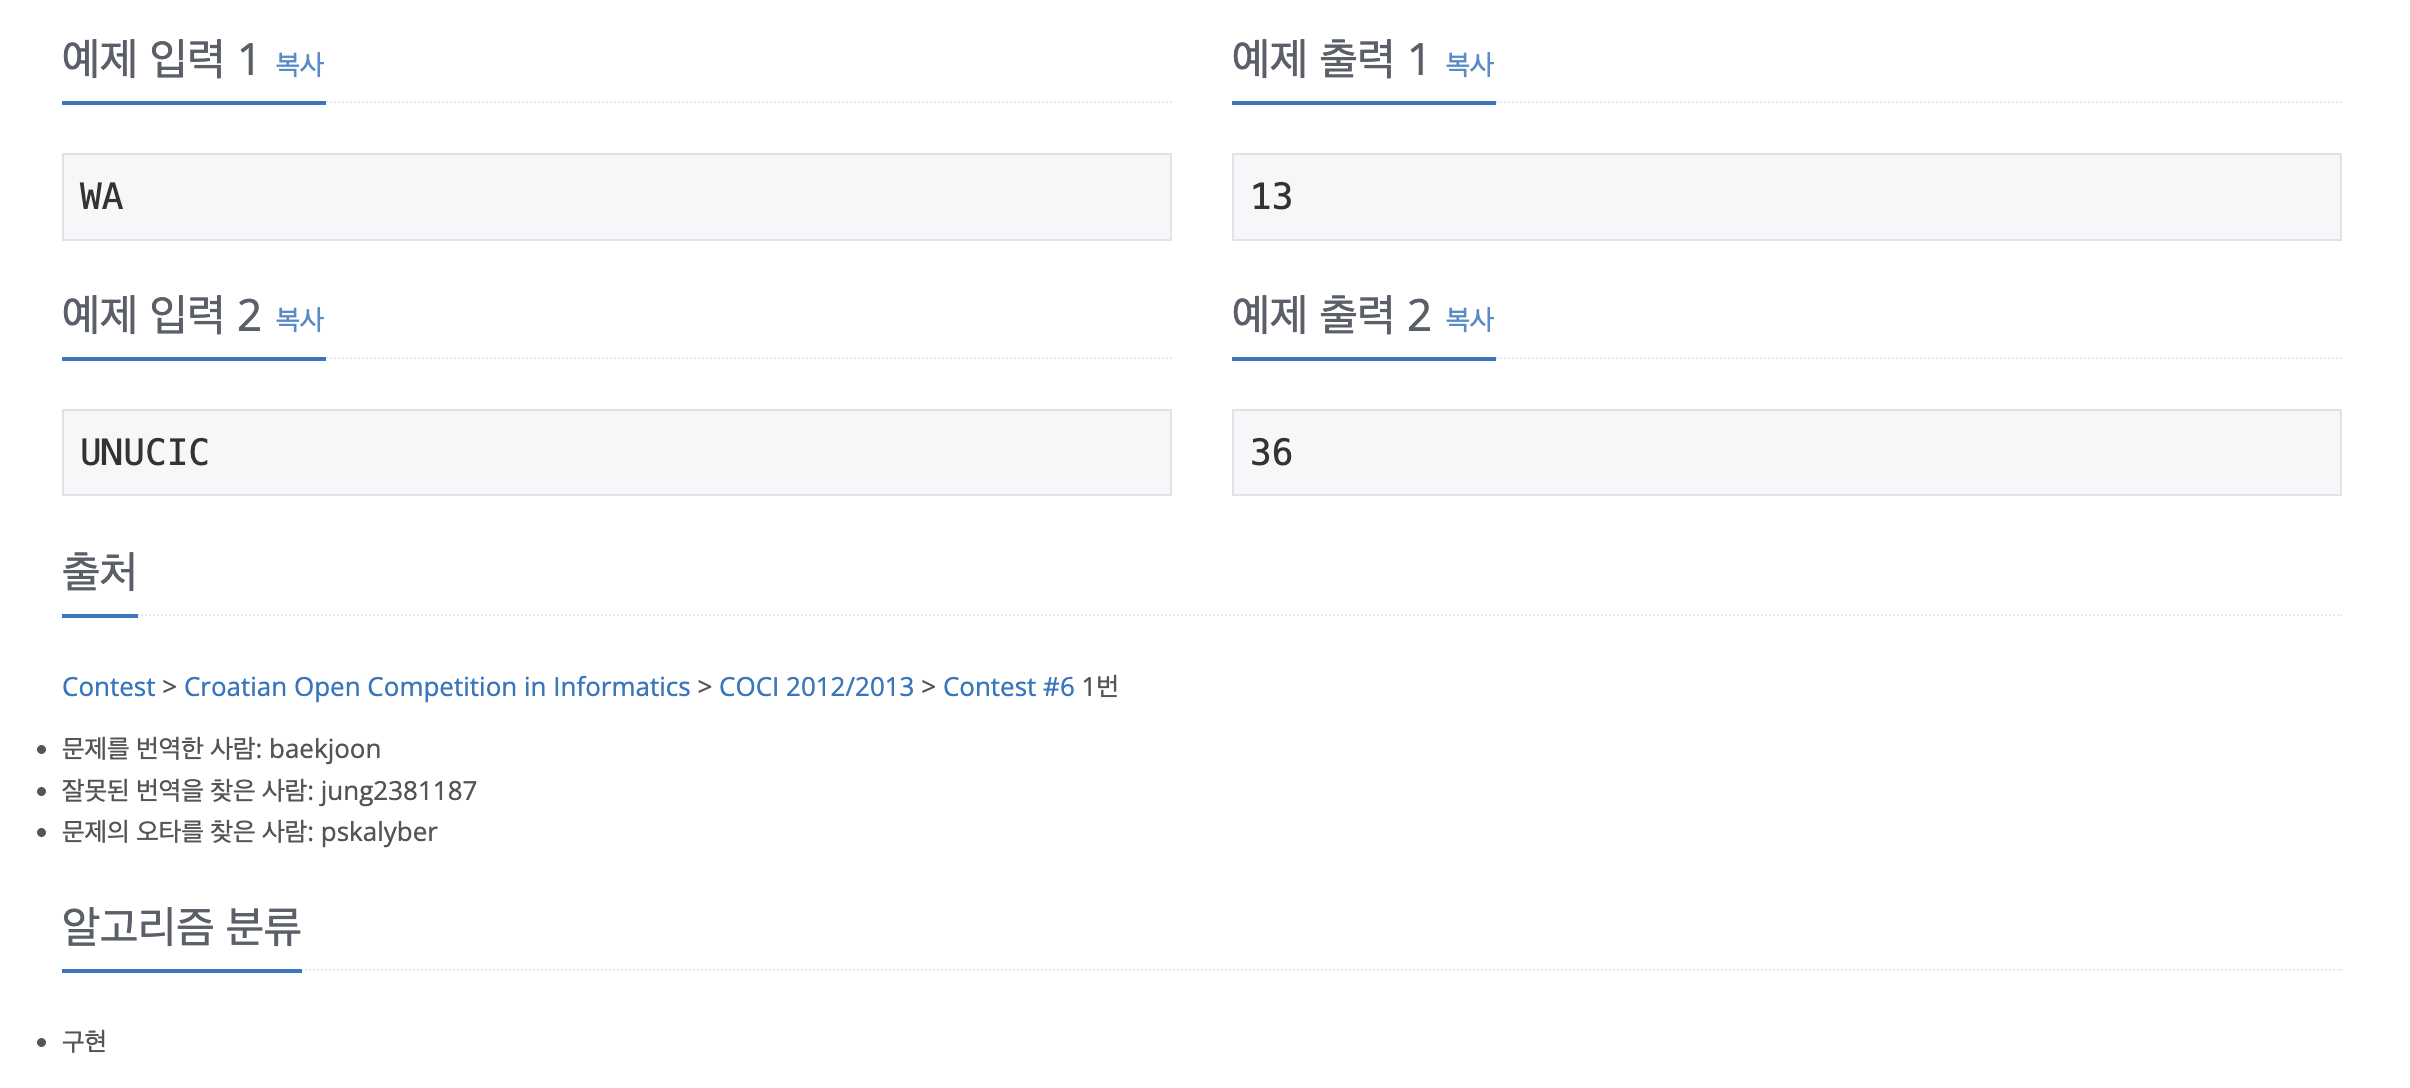 예제 입력 1 복사
예제 출력 1 복사
WA
13
예제 입력 2 복사
예제 출력 2 복사
UNUCIC
36
출처
Contest > Croatian Open Competition in Informatics > COCI 2012/2013 > Contest #6 1번
• 문제를 번역한 사람: baekjoon
• 잘못된 번역을 찾은 사람: jung2381187
• 문제의 오타를 찾은 사람: pskalyber
알고리즘 분류
• 구현